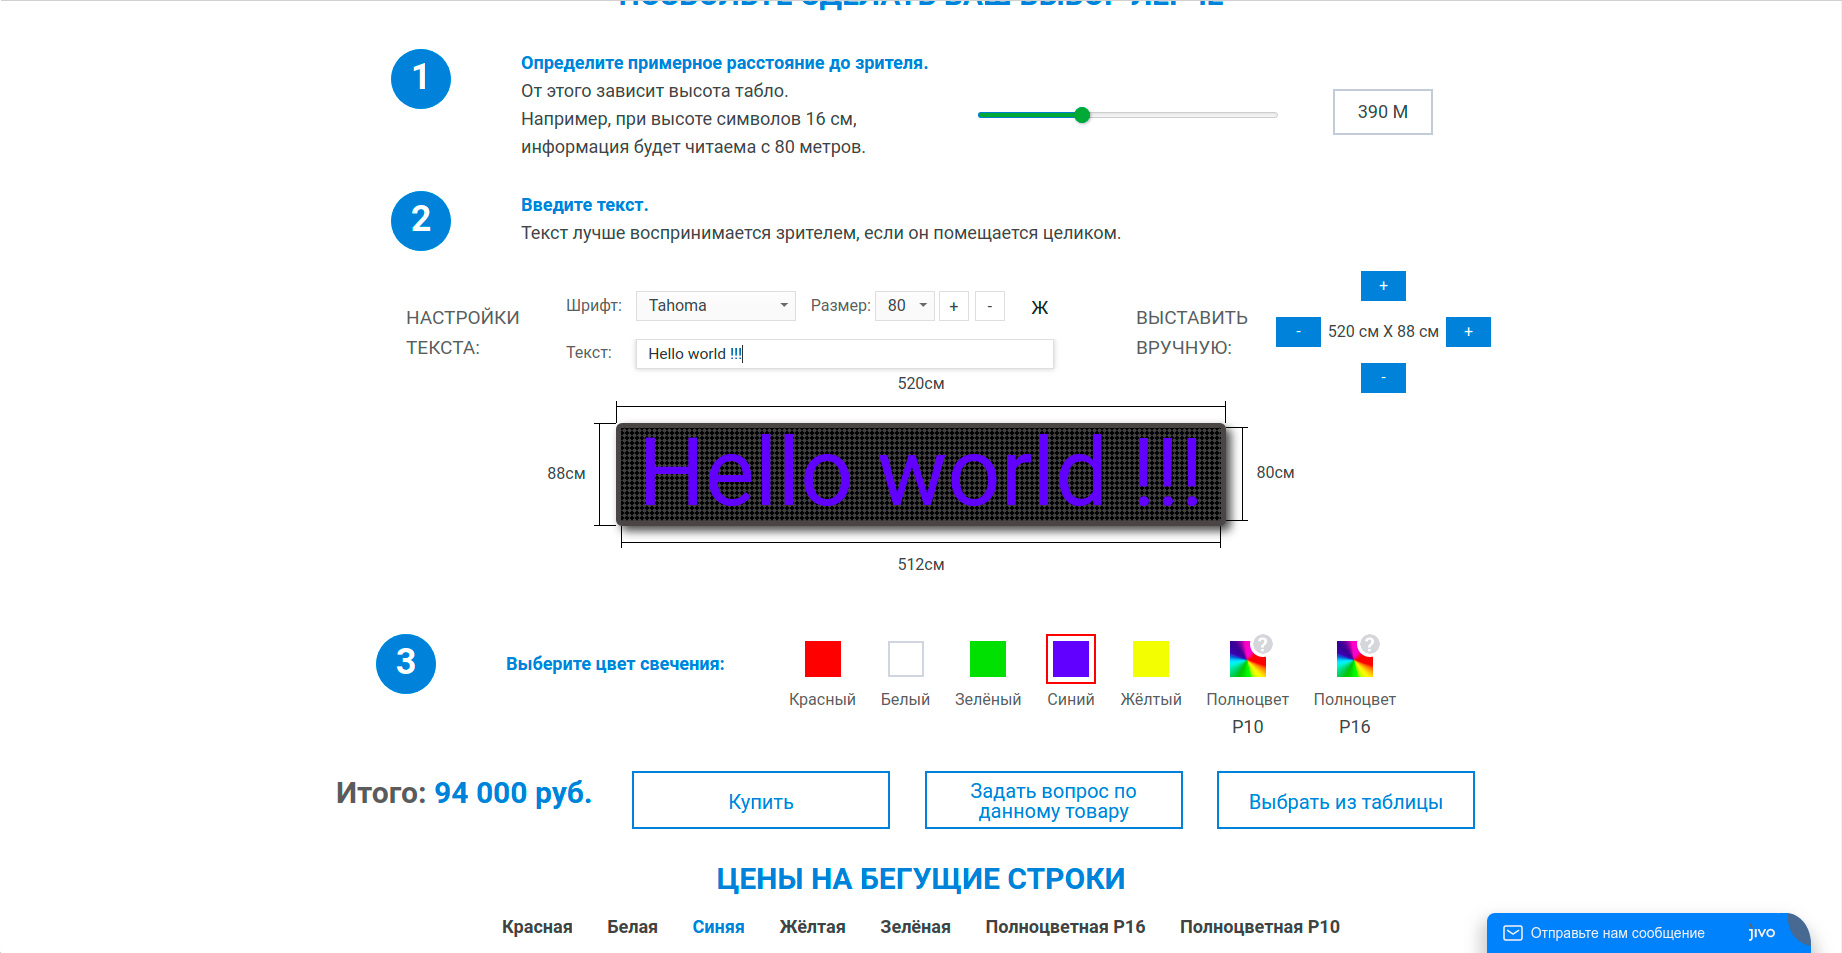 ПОЗВОЛЬТЕ СДЕЛАТЬ ВАШ ВЫБОР ЛЕГЧЕ
1
Определите примерное расстояние до зрителя.
От этого зависит высота табло.
Например, при высоте символов 16 см,
информация будет читаема с 80 метров.
390 М
2
Введите текст.
Текст лучше воспринимается зрителем, если он помещается целиком.
НАСТРОЙКИ ТЕКСТА:
Шрифт: Tahoma Размер: 80 + - Ж
Текст: Hello world !!!
ВЫСТАВИТЬ ВРУЧНУЮ:
+
- 520 см X 88 см +
-
520см
88см
Hello world !!!
80см
512см
3
Выберите цвет свечения:
Красный Белый Зелёный Синий Жёлтый Полноцвет Полноцвет
? ?
P10 P16
Итого: 94 000 руб.
Купить
Задать вопрос по
данному товару
Выбрать из таблицы
ЦЕНЫ НА БЕГУЩИЕ СТРОКИ
Красная Белая Синяя Жёлтая Зелёная Полноцветная P16 Полноцветная P10
Отправьте нам сообщение jivo